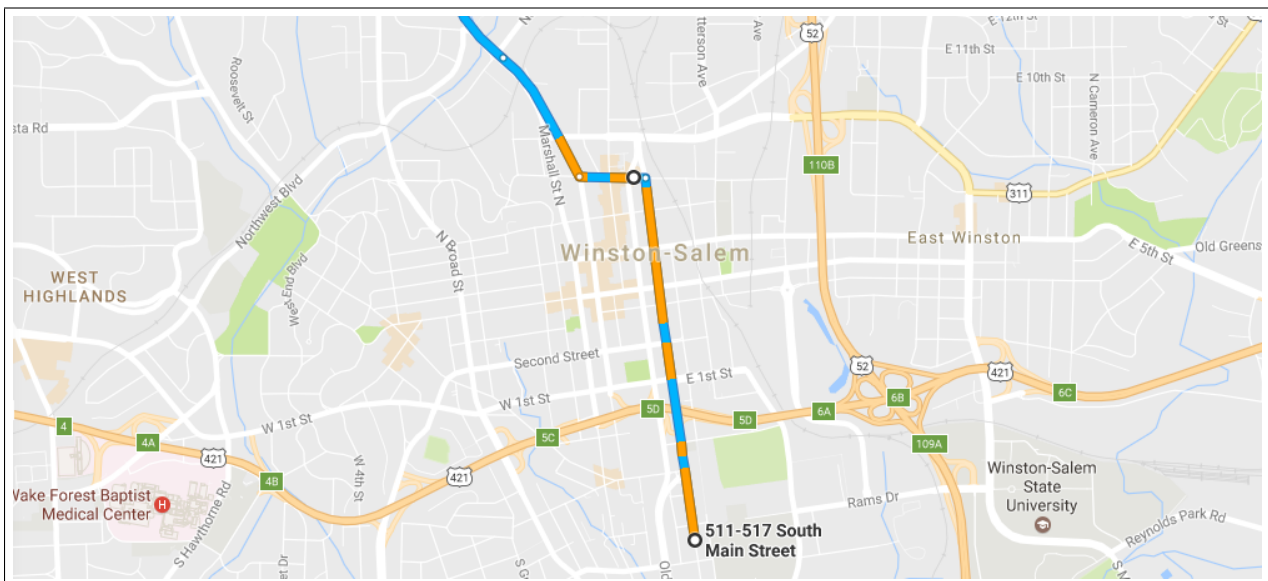 E 12th St
52
E 11th St
E 10th St
N Cameron Ave
Roosevelt St
Marshall St N
110B
311
Northwest Blvd
N Broad St
East Winston
E 5th St
Winston-Salem
WEST
HIGHLANDS
West End Blvd
Second Street
52
421
E 1st St
W 1st St
6C
6B
6A
5D
5D
5C
4
4A
W 1st St
421
109A
421
4B
W 4th St
Wake Forest Baptist
Medical Center
H
S Hawthorne Rd
Rams Dr
Winston-Salem
State
University
Reynolds Park Rd
511-517 South
Main Street